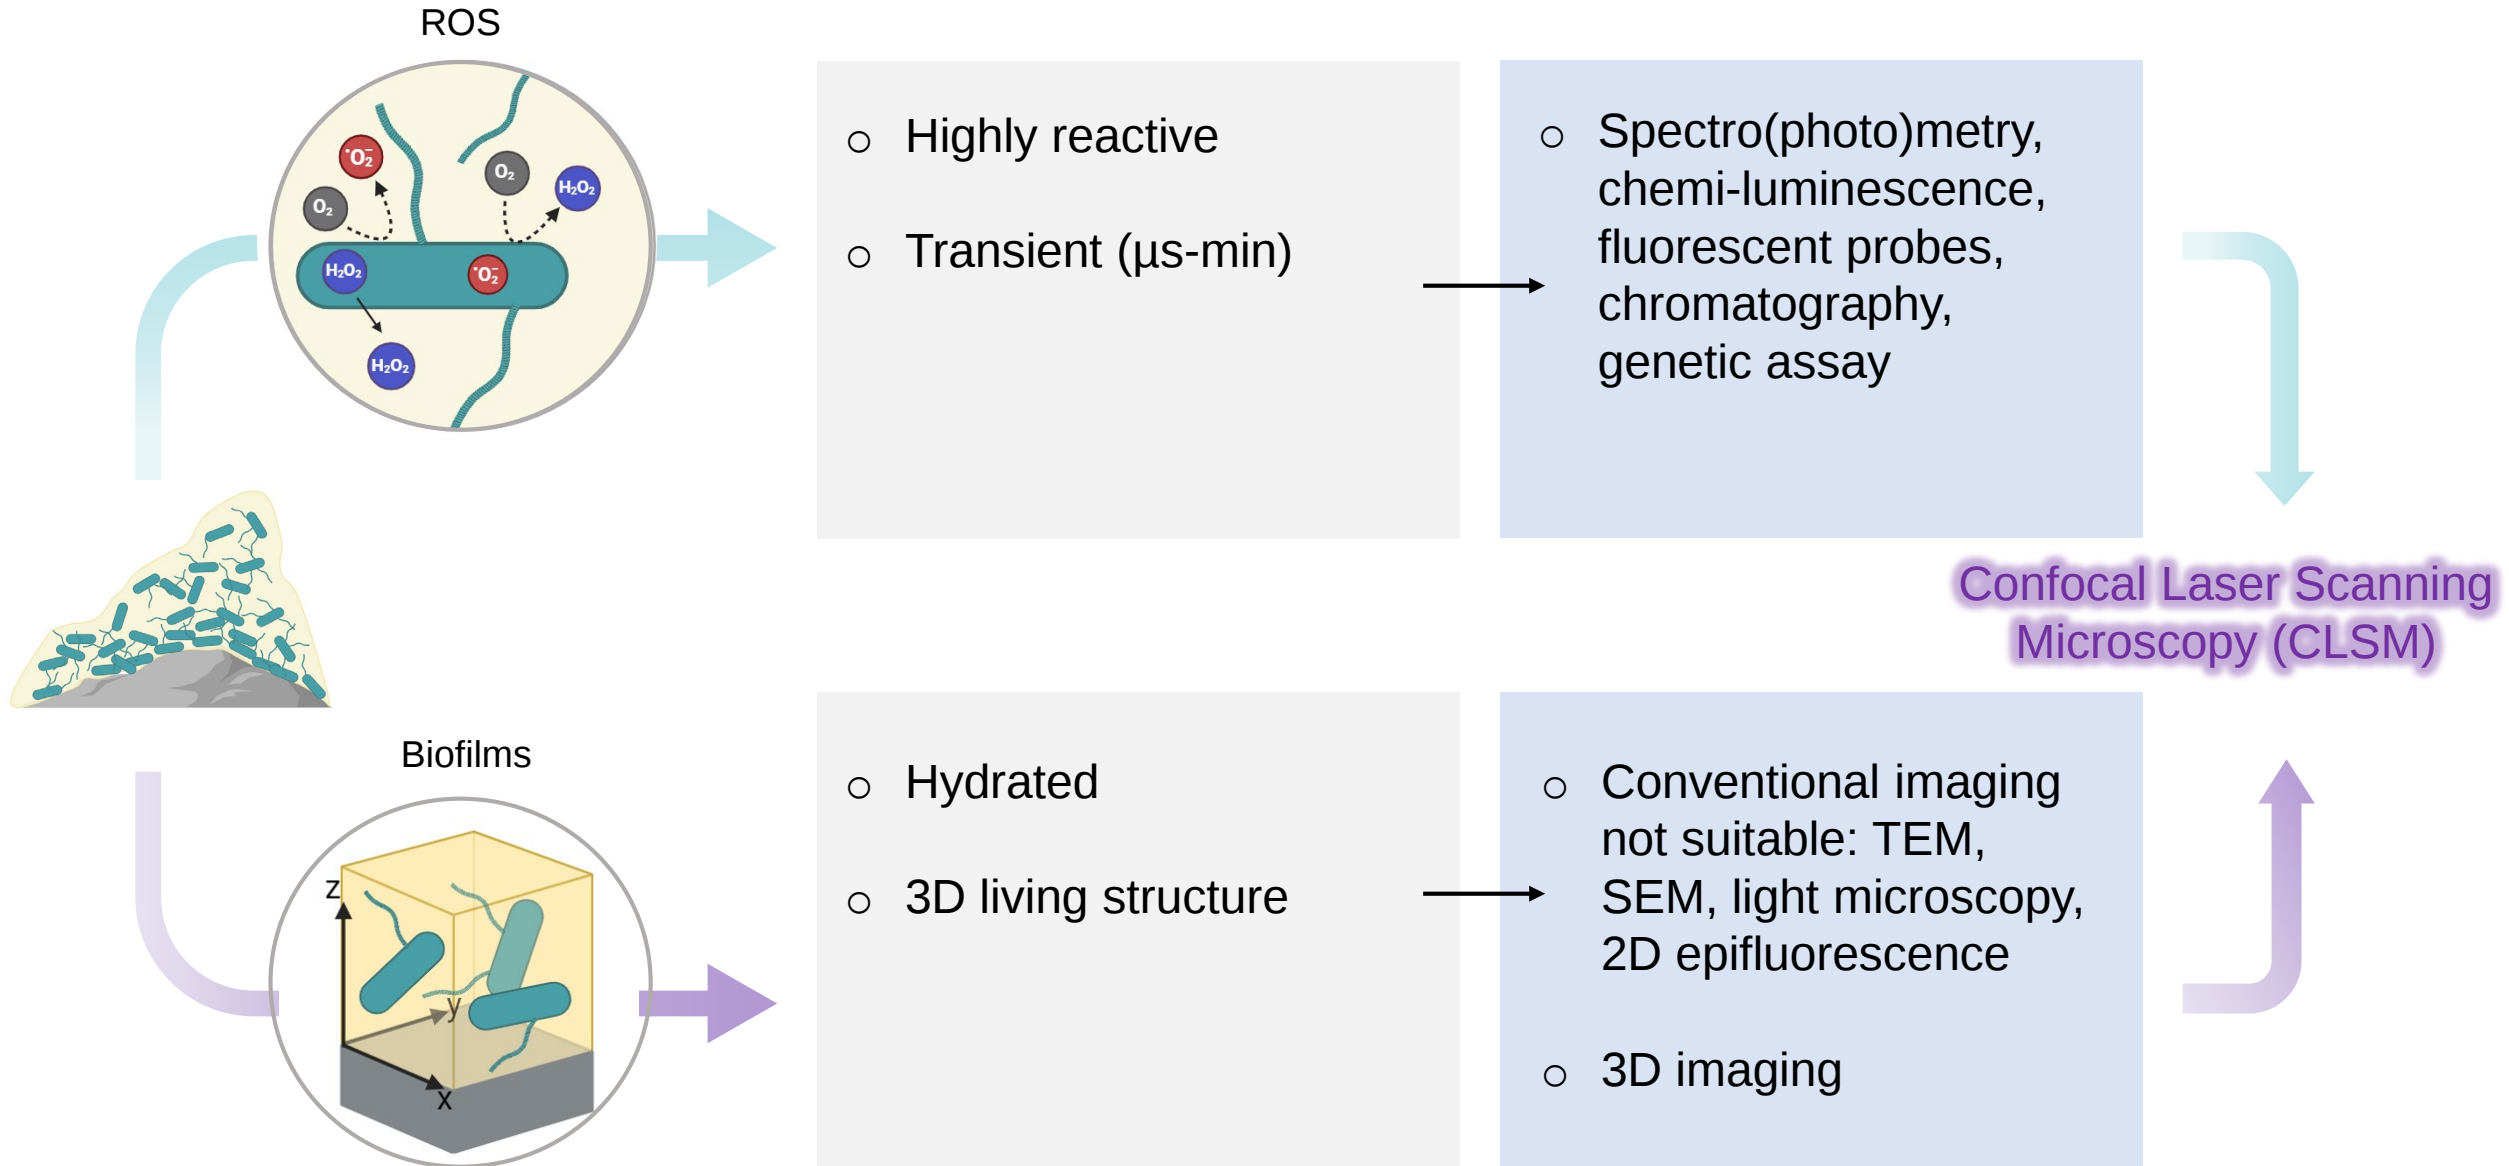 ROS
•O₂⁻
O₂
O₂
H₂O₂
H₂O₂
•O₂⁻
H₂O₂
○ Highly reactive
○ Transient (µs-min)
○ Spectro(photo)metry,
chemi-luminescence,
fluorescent probes,
chromatography,
genetic assay
Confocal Laser Scanning
Microscopy (CLSM)
Biofilms
z
y
x
○ Hydrated
○ 3D living structure
○ Conventional imaging
not suitable: TEM,
SEM, light microscopy,
2D epifluorescence
○ 3D imaging